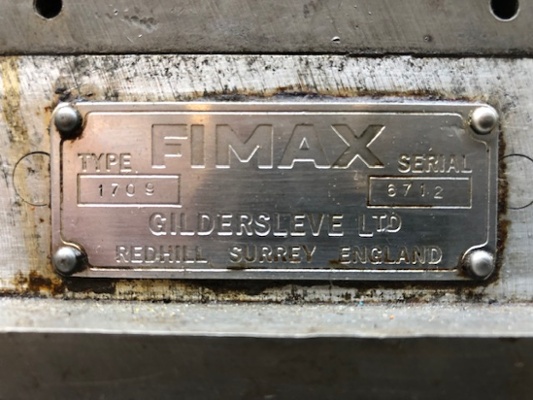 FIMAX
TYPE SERIAL
1709 6712
GILDERSLEVE LTD
REDHILL SURREY ENGLAND